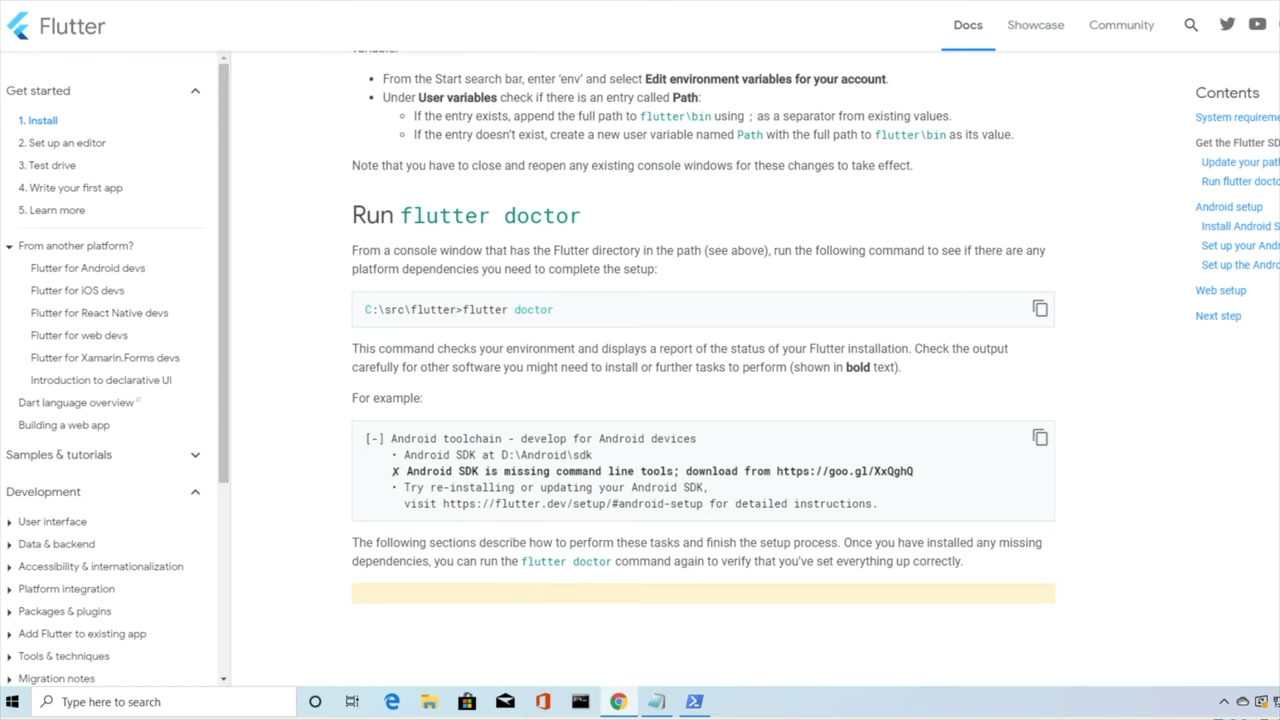 Flutter
Docs
Showcase
Community
Get started
1. Install
2. Set up an editor
3. Test drive
4. Write your first app
5. Learn more
From another platform?
Flutter for Android devs
Flutter for iOS devs
Flutter for React Native devs
Flutter for web devs
Flutter for Xamarin.Forms devs
Introduction to declarative UI
Dart language overview
Building a web app
Samples & tutorials
Development
User interface
Data & backend
Accessibility & internationalization
Platform integration
Packages & plugins
Add Flutter to existing app
Tools & techniques
Migration notes
variable:
• From the Start search bar, enter ‘env’ and select Edit environment variables for your account.
• Under User variables check if there is an entry called Path:
◦ If the entry exists, append the full path to flutter\bin using ; as a separator from existing values.
◦ If the entry doesn’t exist, create a new user variable named Path with the full path to flutter\bin as its value.
Note that you have to close and reopen any existing console windows for these changes to take effect.
Run flutter doctor
From a console window that has the Flutter directory in the path (see above), run the following command to see if there are any
platform dependencies you need to complete the setup:
C:\src\flutter>flutter doctor
This command checks your environment and displays a report of the status of your Flutter installation. Check the output
carefully for other software you might need to install or further tasks to perform (shown in bold text).
For example:
[-] Android toolchain - develop for Android devices
• Android SDK at D:\Android\sdk
✗ Android SDK is missing command line tools; download from https://goo.gl/XxQghQ
• Try re-installing or updating your Android SDK,
visit https://flutter.dev/setup/#android-setup for detailed instructions.
The following sections describe how to perform these tasks and finish the setup process. Once you have installed any missing
dependencies, you can run the flutter doctor command again to verify that you’ve set everything up correctly.
Contents
System requireme
Get the Flutter SD
Update your path
Run flutter docto
Android setup
Install Android S
Set up your Andr
Set up the Andro
Web setup
Next step
Type here to search